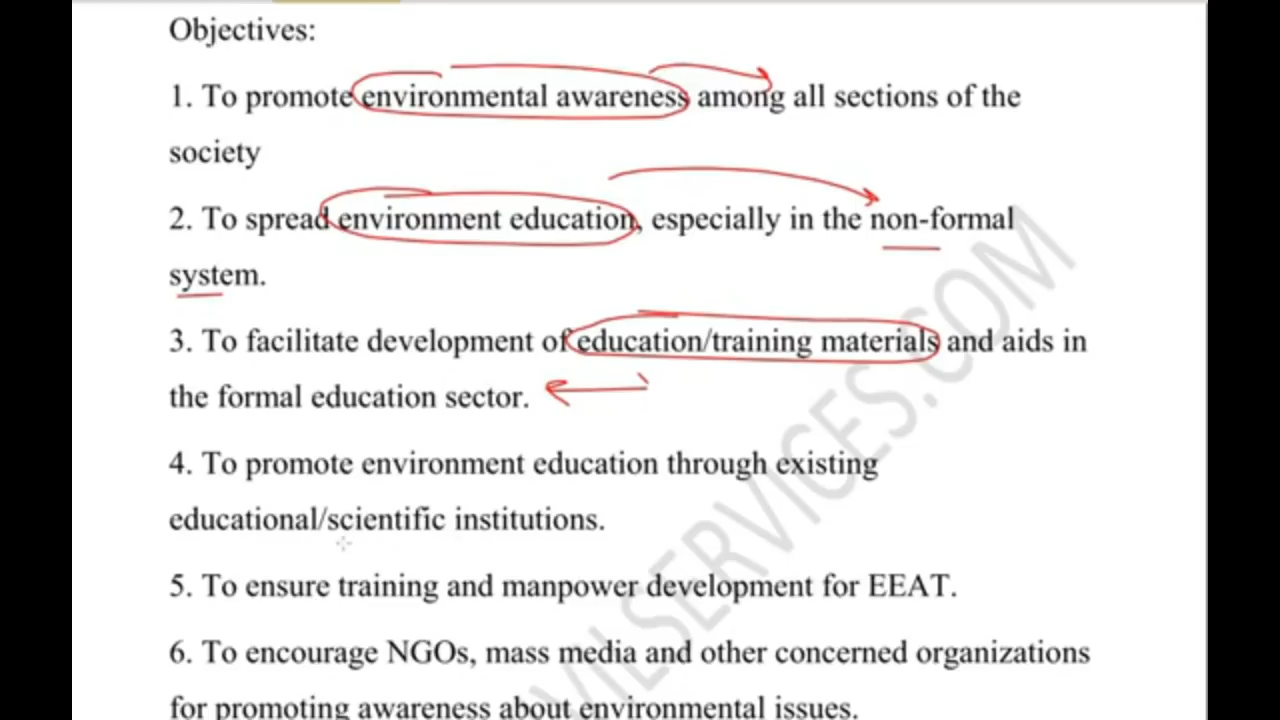 Objectives:
1. To promote environmental awareness among all sections of the
society
2. To spread environment education, especially in the non-formal
system.
3. To facilitate development of education/training materials and aids in
the formal education sector.
4. To promote environment education through existing
educational/scientific institutions.
5. To ensure training and manpower development for EEAT.
6. To encourage NGOs, mass media and other concerned organizations
for promoting awareness about environmental issues.
VILSERVICES.COM